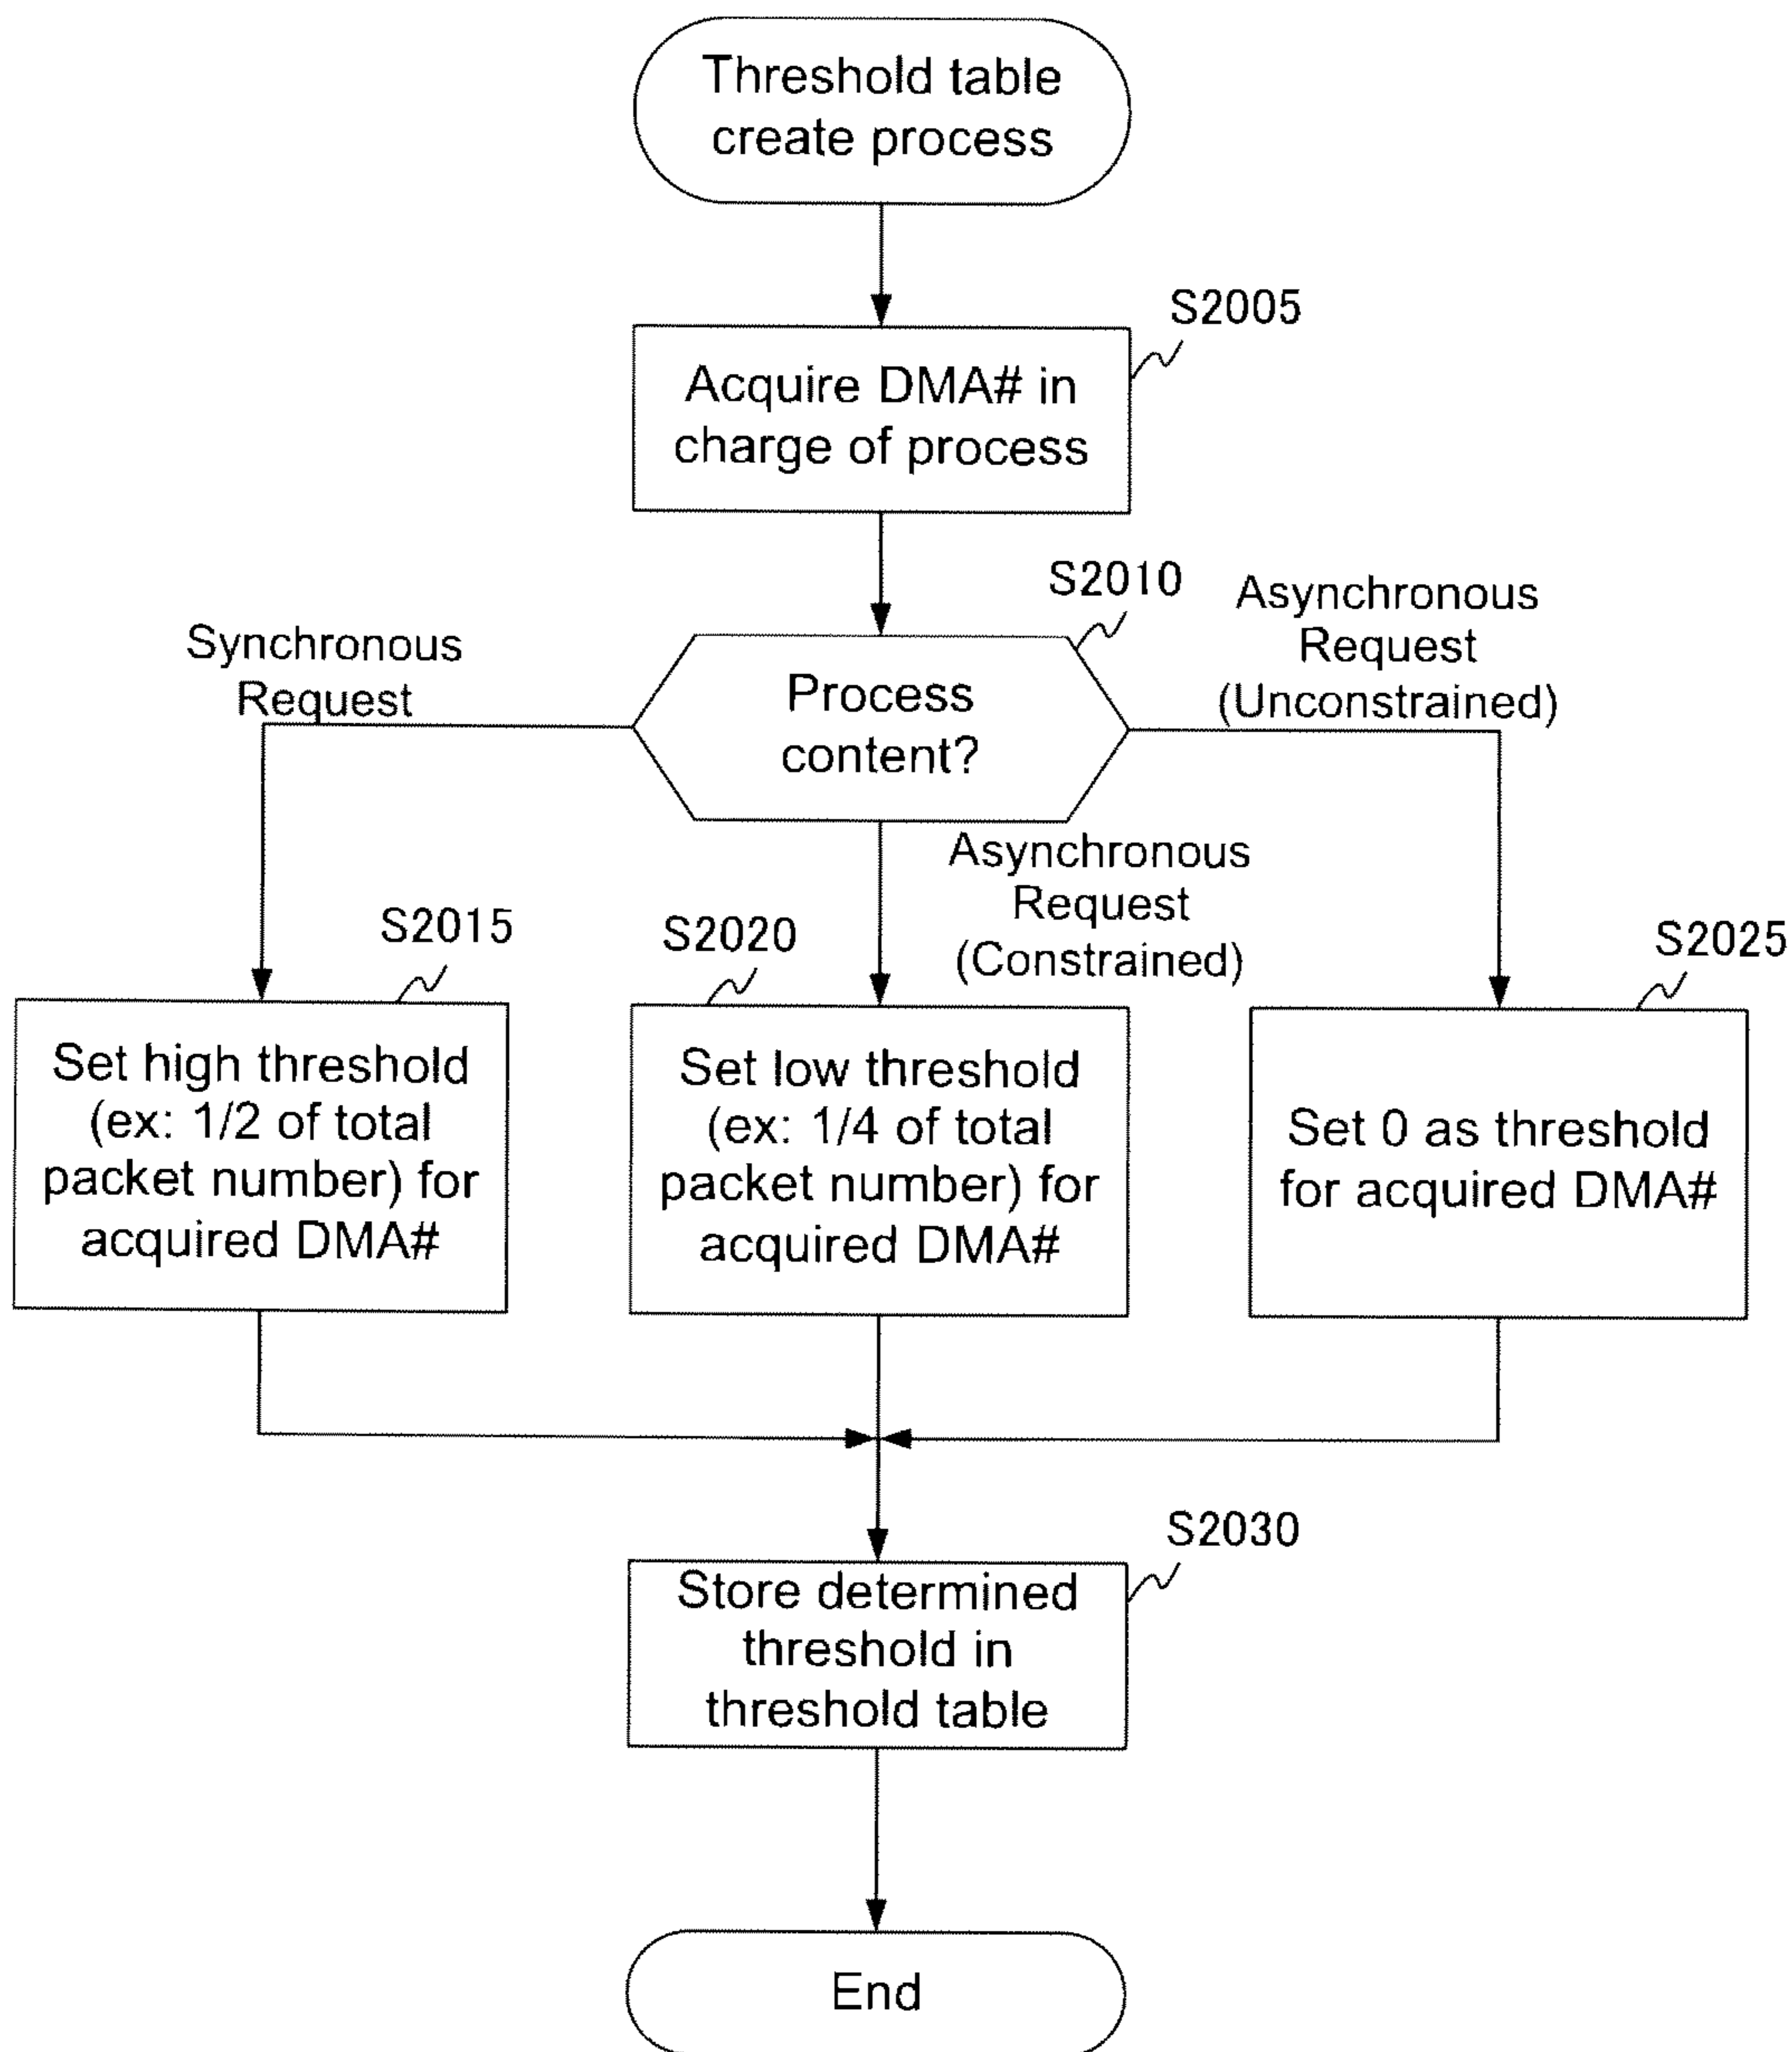 Threshold table
create process
S2005
Acquire DMA# in
charge of process
S2010
Asynchronous
Request
(Unconstrained)
Synchronous
Request
Process
content?
Asynchronous
Request
(Constrained)
S2015
S2020
S2025
Set high threshold
(ex: 1/2 of total
packet number) for
acquired DMA#
Set low threshold
(ex: 1/4 of total
packet number) for
acquired DMA#
Set 0 as threshold
for acquired DMA#
S2030
Store determined
threshold in
threshold table
End